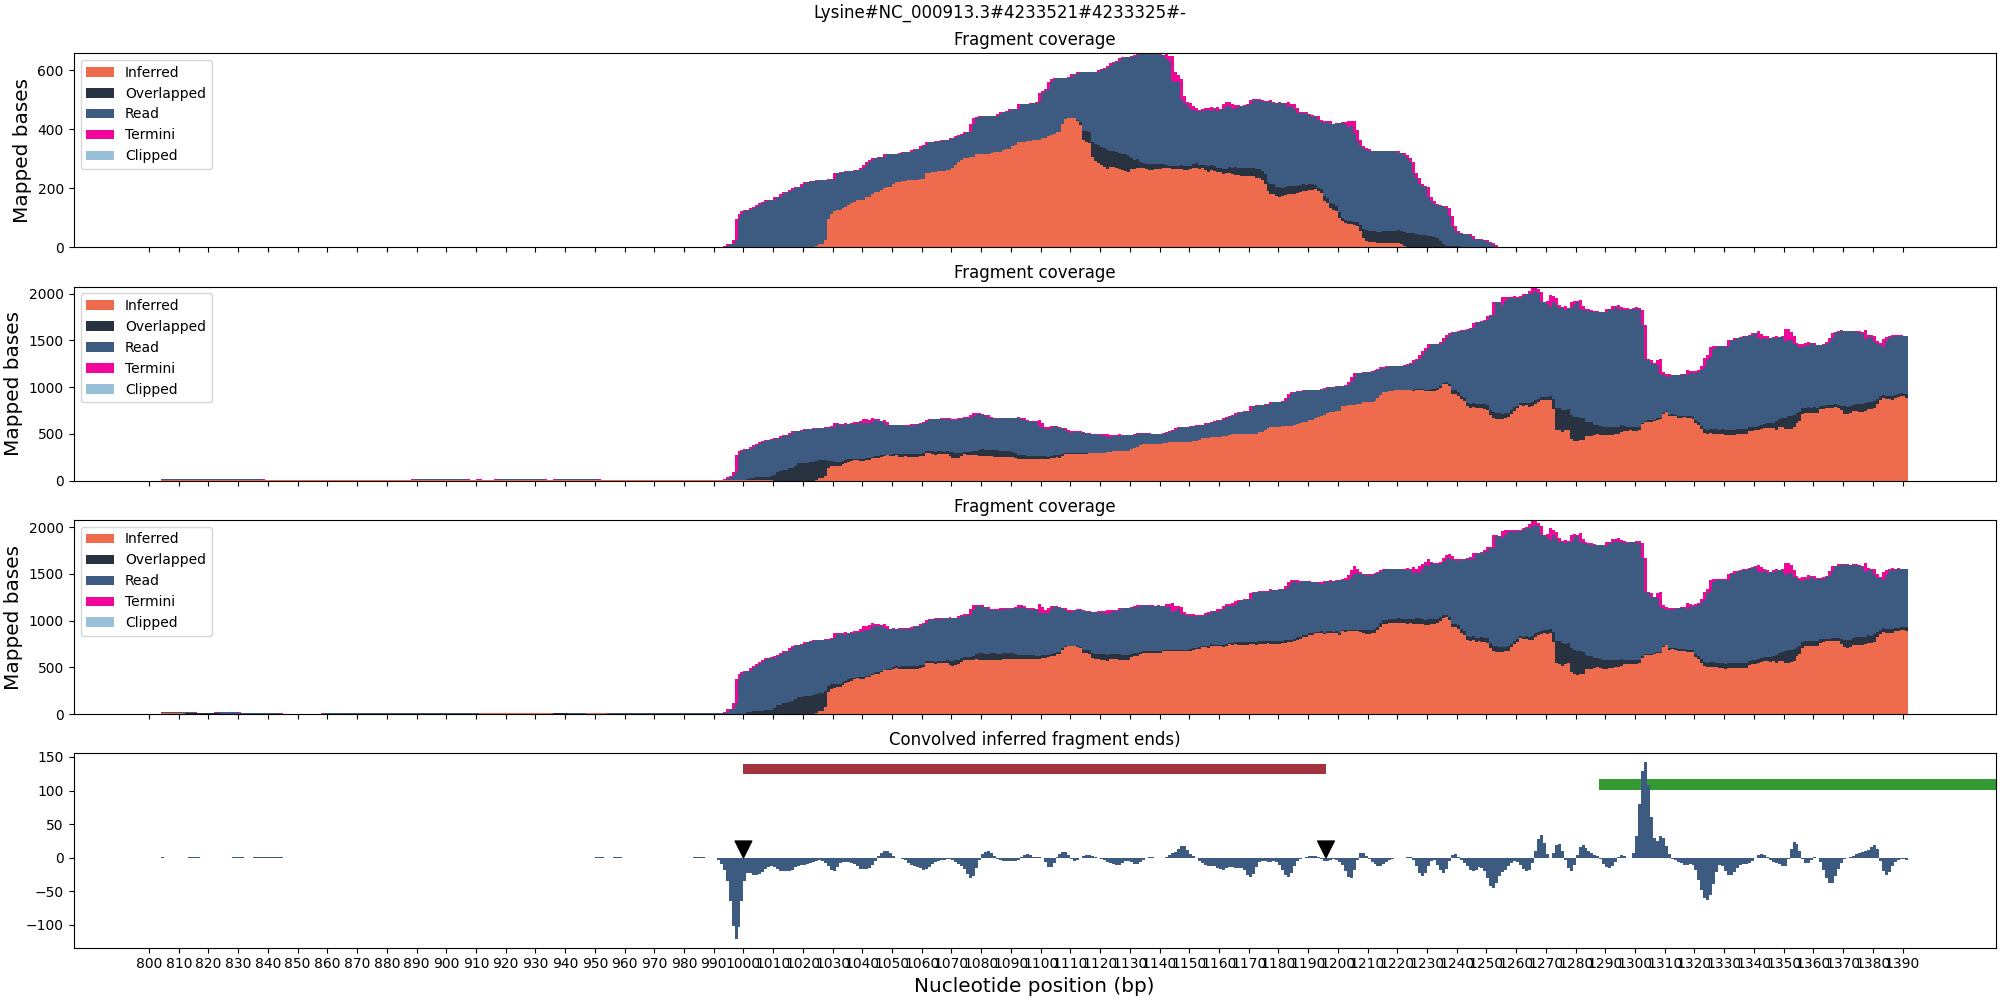 Lysine#NC_000913.3#4233521#4233325#-
Fragment coverage
Mapped bases
600
400
200
0
Inferred
Overlapped
Read
Termini
Clipped
Fragment coverage
Mapped bases
2000
1500
1000
500
0
Inferred
Overlapped
Read
Termini
Clipped
Fragment coverage
Mapped bases
2000
1500
1000
500
0
Inferred
Overlapped
Read
Termini
Clipped
Convolved inferred fragment ends)
150
100
50
0
−50
−100
800 810 820 830 840 850 860 870 880 890 900 910 920 930 940 950 960 970 980 990 1000 1010 1020 1030 1040 1050 1060 1070 1080 1090 1100 1110 1120 1130 1140 1150 1160 1170 1180 1190 1200 1210 1220 1230 1240 1250 1260 1270 1280 1290 1300 1310 1320 1330 1340 1350 1360 1370 1380 1390
Nucleotide position (bp)